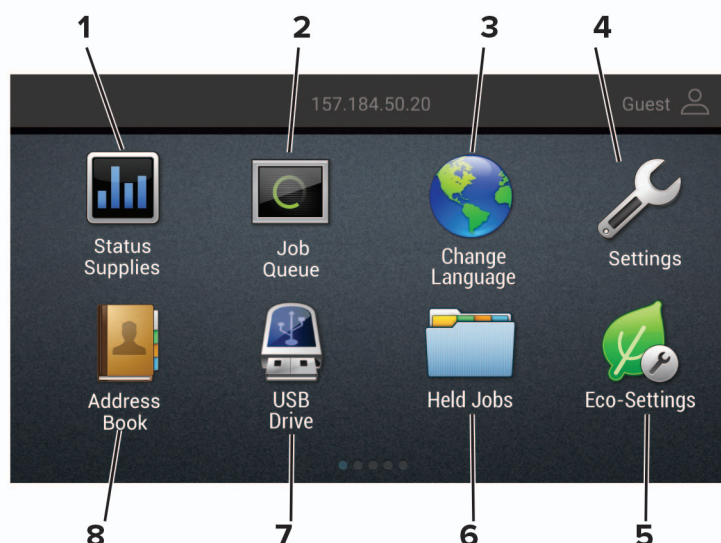 1 2 3 4
157.184.50.20 Guest
Status
Supplies
Job
Queue
Change
Language
Settings
Address
Book
USB
Drive
Held Jobs
Eco-Settings
8 7 6 5